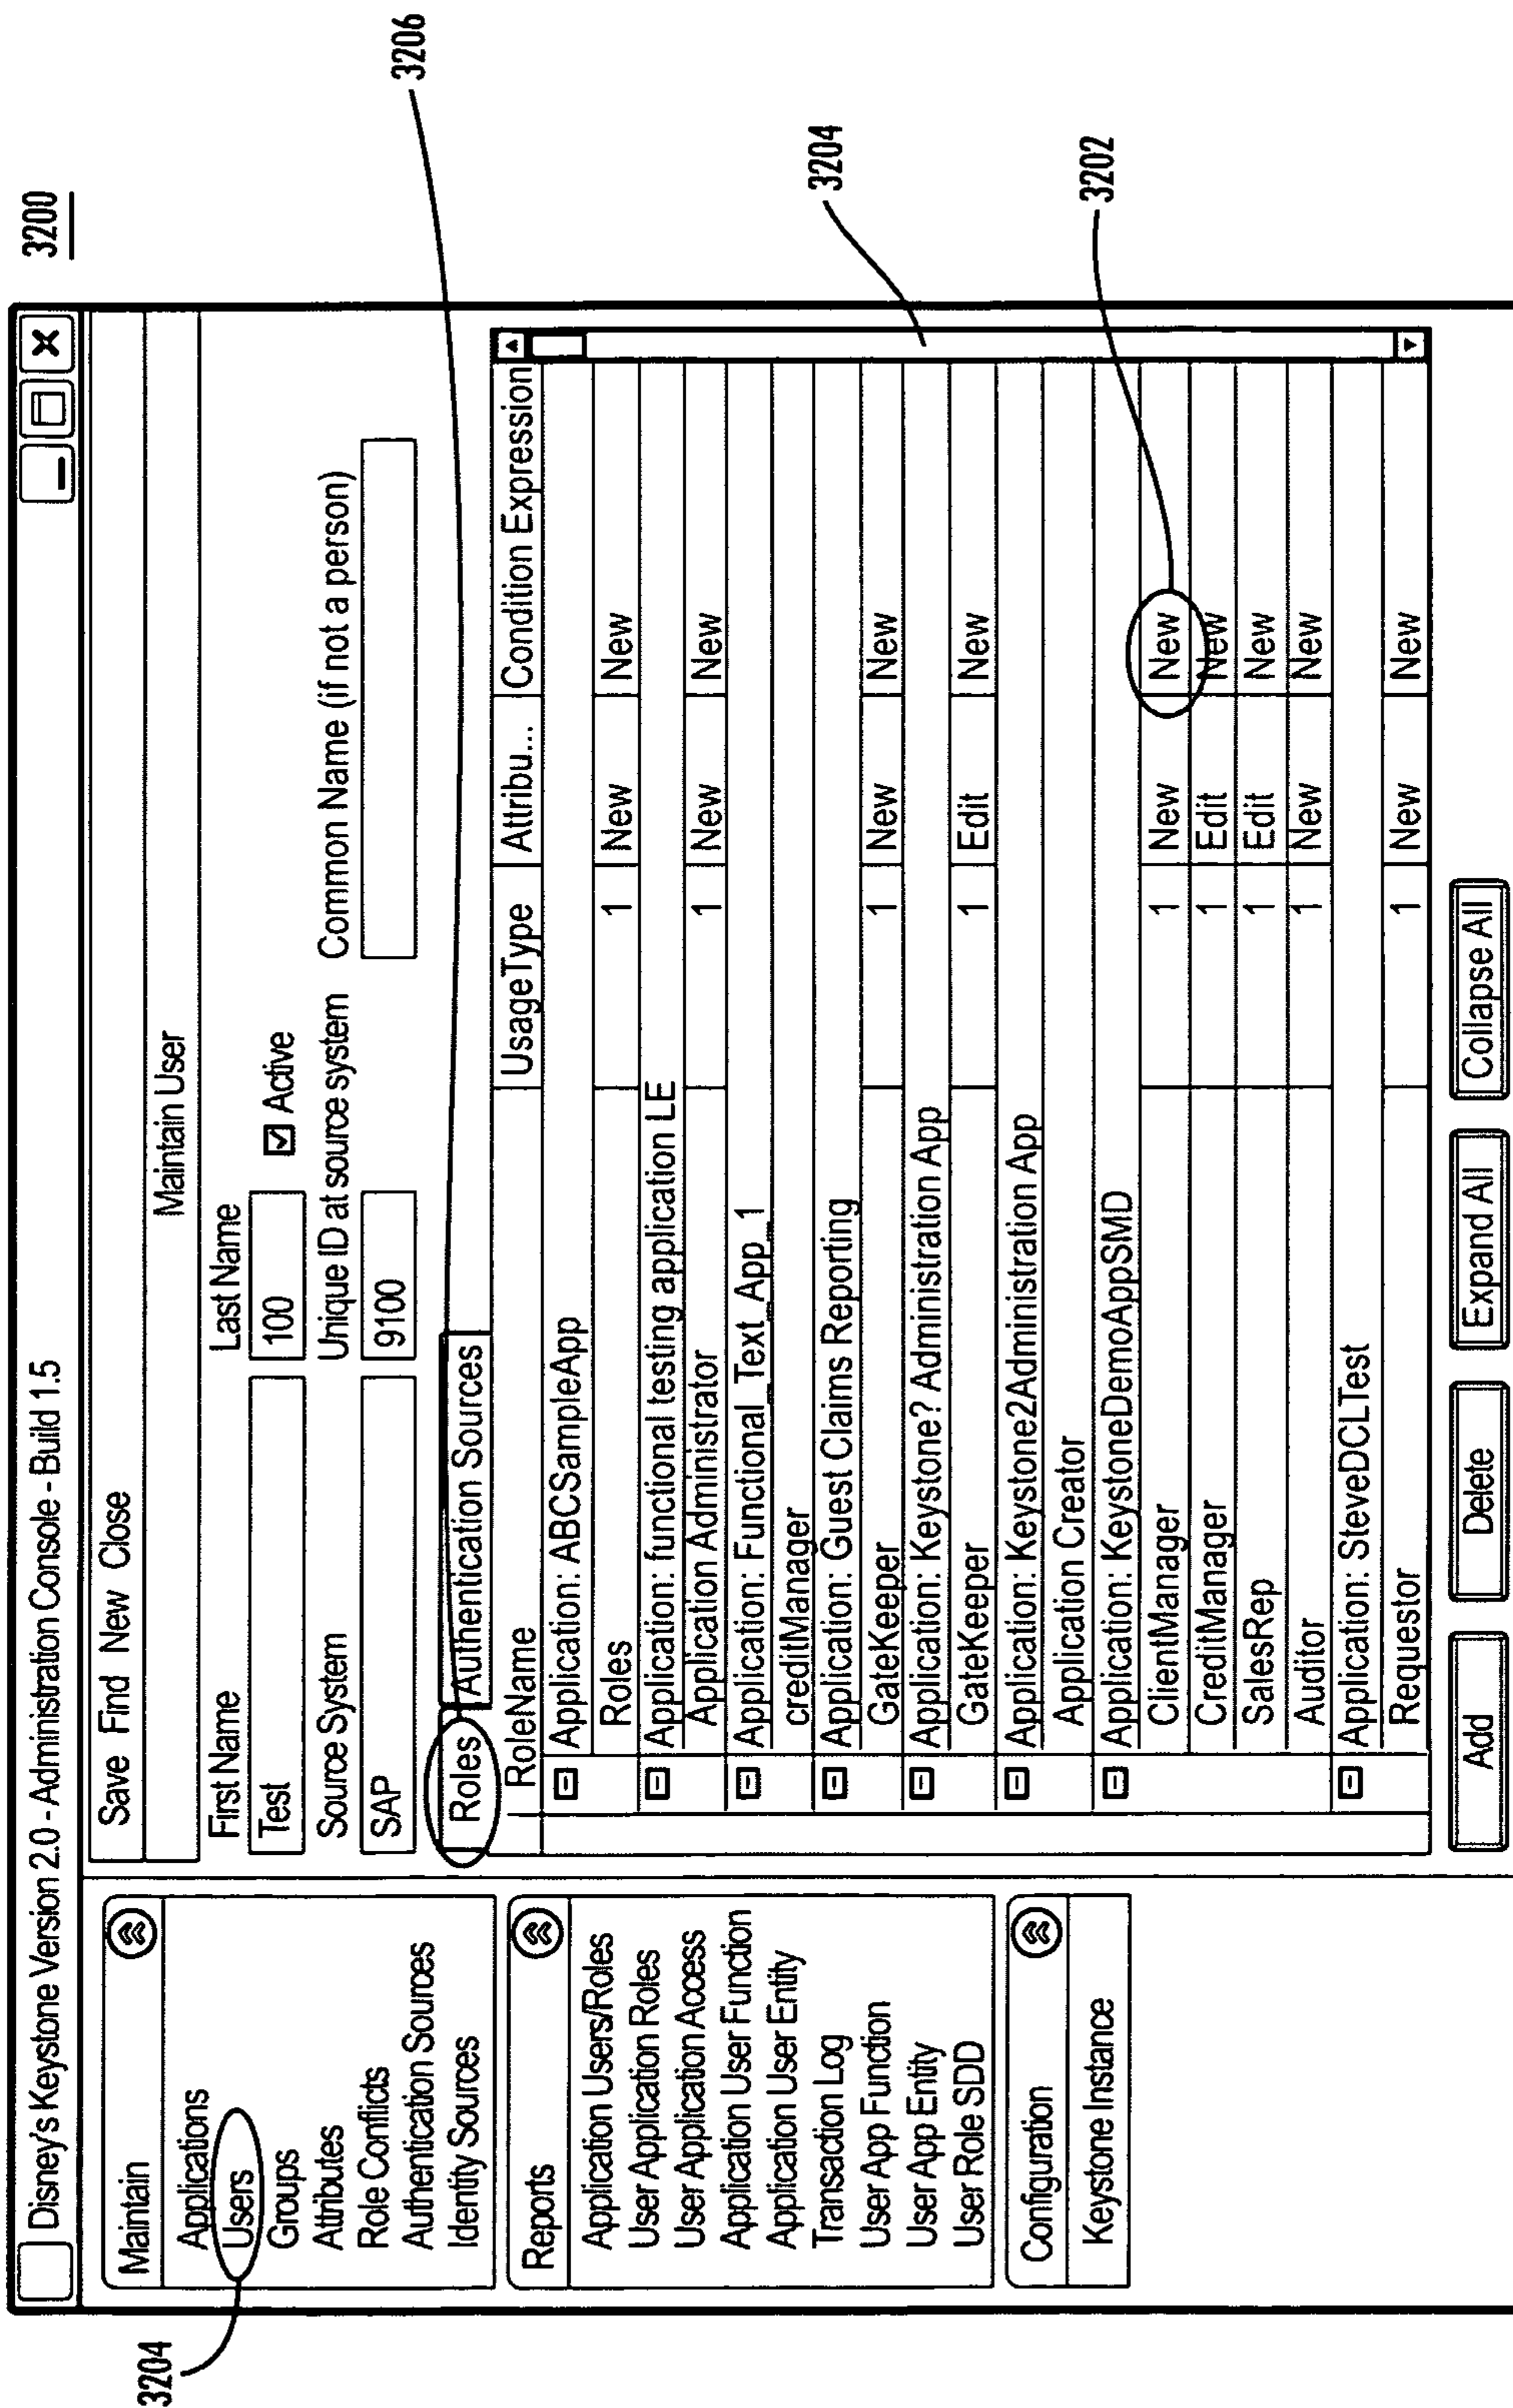 3200
Disney's Keystone Version 2.0 - Administration Console - Build 1.5
Maintain
Applications
Users
Groups
Attributes
Role Conflicts
Authentication Sources
Identity Sources
3204
Reports
Application Users/Roles
User Application Roles
User Application Access
Application User Function
Application User Entity
Transaction Log
User App Function
User App Entity
User Role SDD
Configuration
Keystone Instance
Save Find New Close
Maintain User
First Name Last Name
Test 100 Active
Source System Unique ID at source system Common Name (if not a person)
SAP 9100
3206
Roles Authentication Sources
RoleName UsageType Attribu... Condition Expression
Application: ABCSampleApp
Roles 1 New New
Application: functional testing application LE
Application Administrator 1 New New
Application: Functional_Text_App_1
creditManager
Application: Guest Claims Reporting
GateKeeper 1 New New
Application: Keystone? Administration App
GateKeeper 1 Edit New
Application: Keystone2Administration App
Application Creator
Application: KeystoneDemoAppSMD
ClientManager 1 New New
CreditManager 1 Edit New
SalesRep 1 Edit New
Auditor 1 New New
Application: SteveDCLTest
Requestor 1 New New
3204
3202
Add Delete Expand All Collapse All